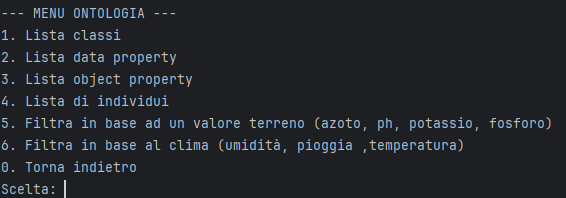 --- MENU ONTOLOGIA ---
1. Lista classi
2. Lista data property
3. Lista object property
4. Lista di individui
5. Filtra in base ad un valore terreno (azoto, ph, potassio, fosforo)
6. Filtra in base al clima (umidità, pioggia ,temperatura)
0. Torna indietro
Scelta: